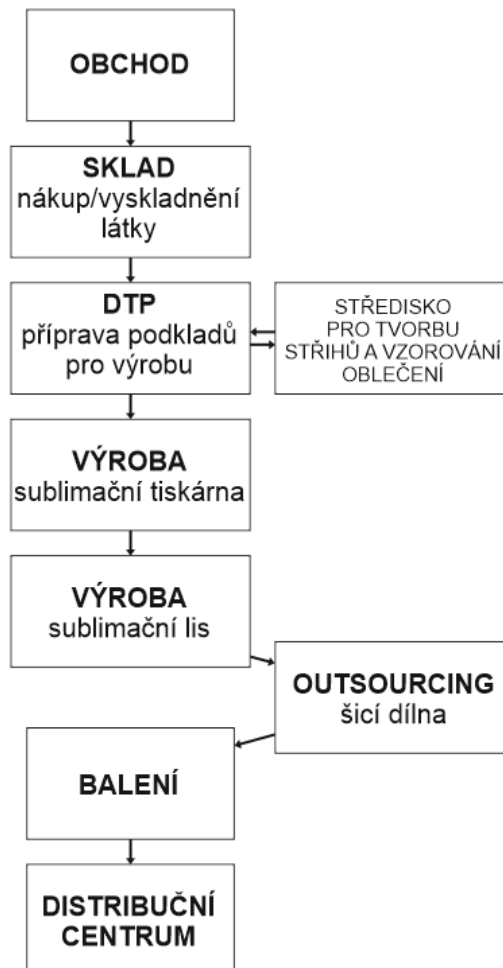 OBCHOD
SKLAD
nákup/vyskladnění
látky
DTP
příprava podkladů
pro výrobu
STŘEDISKO
PRO TVORBU
STŘIHŮ A VZOROVÁNÍ
OBLEČENÍ
VÝROBA
sublimační tiskárna
VÝROBA
sublimační lis
OUTSOURCING
šicí dílna
BALENÍ
DISTRIBUČNÍ
CENTRUM